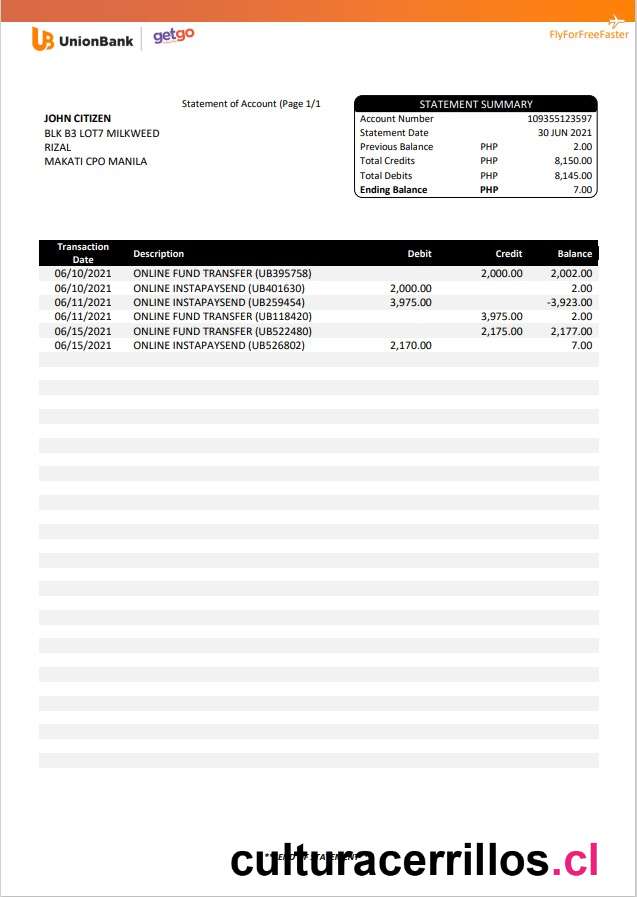 FlyForFreeFaster
UB UnionBank getgo
Statement of Account (Page 1/1
STATEMENT SUMMARY
JOHN CITIZEN
BLK B3 LOT7 MILKWEED
RIZAL
MAKATI CPO MANILA
Account Number 109355123597
Statement Date 30 JUN 2021
Previous Balance PHP 2.00
Total Credits PHP 8,150.00
Total Debits PHP 8,145.00
Ending Balance PHP 7.00
Transaction Date Description Debit Credit Balance
06/10/2021 ONLINE FUND TRANSFER (UB395758) 2,000.00 2,002.00
06/10/2021 ONLINE INSTAPAYSEND (UB401630) 2,000.00 2.00
06/11/2021 ONLINE INSTAPAYSEND (UB259454) 3,975.00 -3,923.00
06/11/2021 ONLINE FUND TRANSFER (UB118420) 3,975.00 2.00
06/15/2021 ONLINE FUND TRANSFER (UB522480) 2,175.00 2,177.00
06/15/2021 ONLINE INSTAPAYSEND (UB526802) 2,170.00 7.00
culturacerrillos.cl